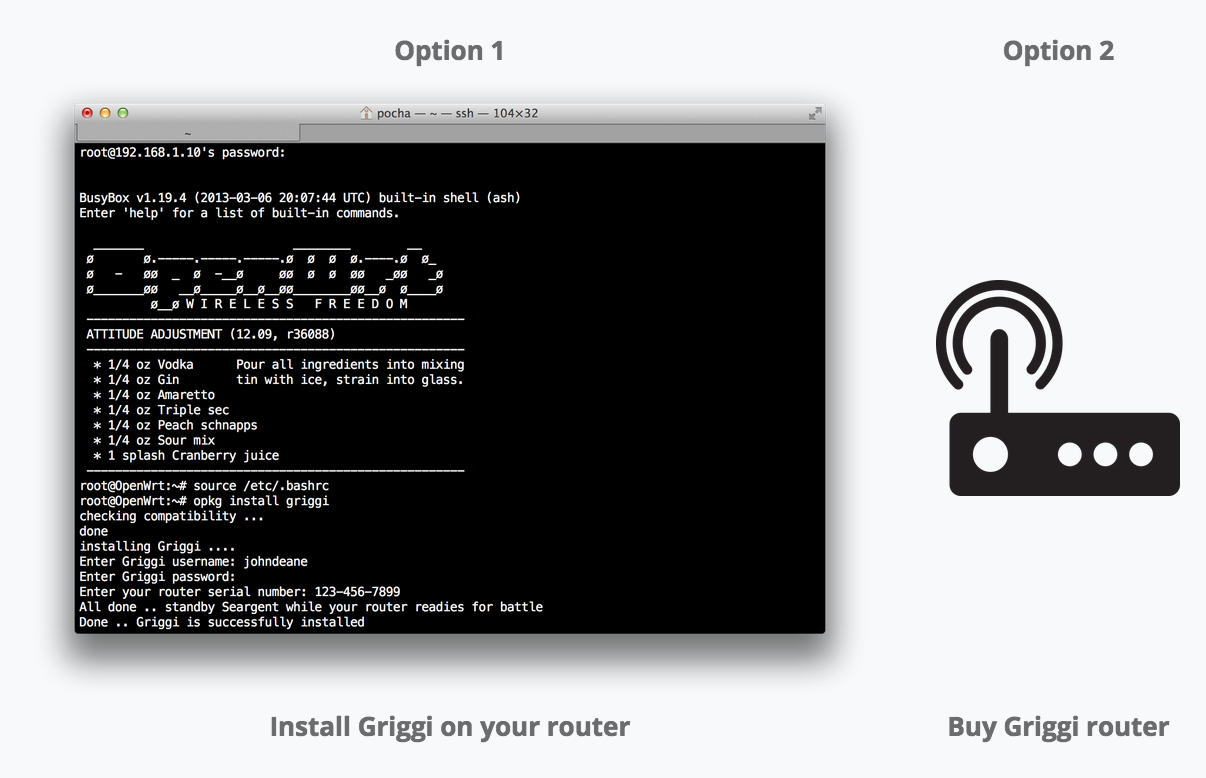 Option 1
Option 2
pocha — ~ — ssh — 104×32
~
root@192.168.1.10's password:
BusyBox v1.19.4 (2013-03-06 20:07:44 UTC) built-in shell (ash)
Enter 'help' for a list of built-in commands.
W I R E L E S S   F R E E D O M
ATTITUDE ADJUSTMENT (12.09, r36088)
* 1/4 oz Vodka      Pour all ingredients into mixing
* 1/4 oz Gin        tin with ice, strain into glass.
* 1/4 oz Amaretto
* 1/4 oz Triple sec
* 1/4 oz Peach schnapps
* 1/4 oz Sour mix
* 1 splash Cranberry juice
root@OpenWrt:~# source /etc/.bashrc
root@OpenWrt:~# opkg install griggi
checking compatibility ...
done
installing Griggi ....
Enter Griggi username: johndeane
Enter Griggi password:
Enter your router serial number: 123-456-7899
All done .. standby Seargent while your router readies for battle
Done .. Griggi is successfully installed
Install Griggi on your router
Buy Griggi router